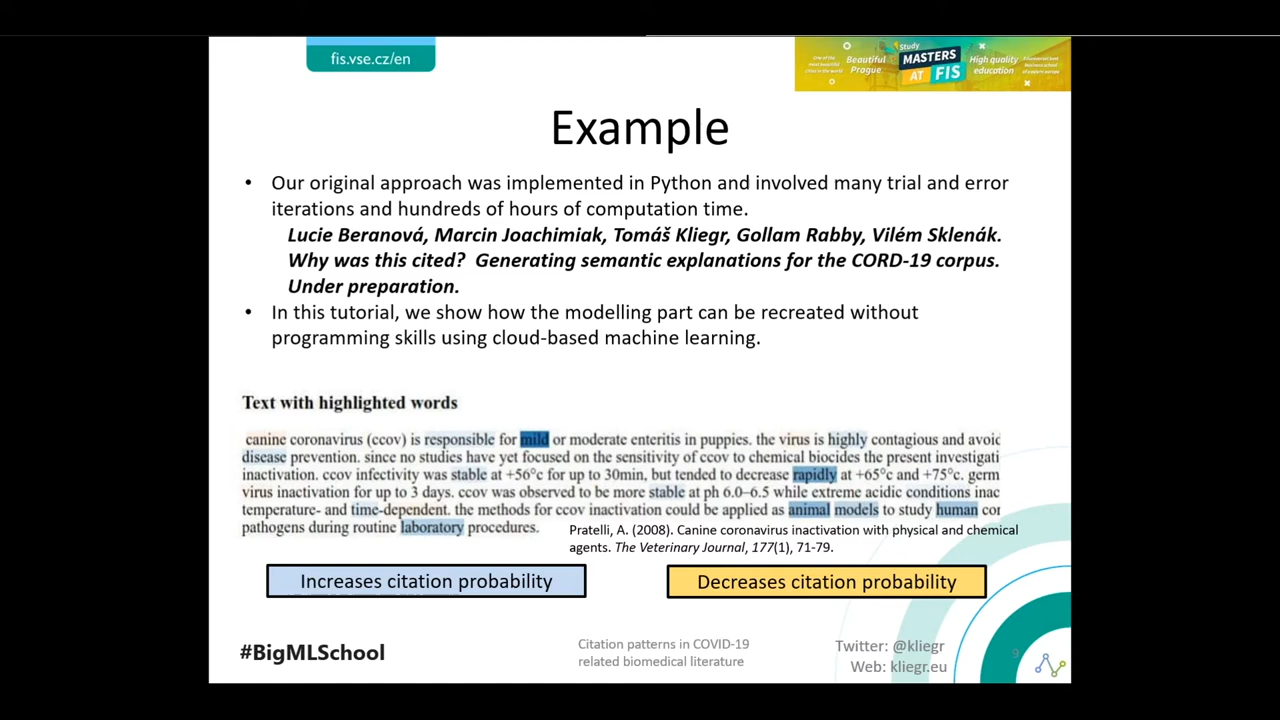 fis.vse.cz/en
Study
MASTERS
AT FIS
Beautiful
Prague
High quality
education
Example
• Our original approach was implemented in Python and involved many trial and error
iterations and hundreds of hours of computation time.
Lucie Beranová, Marcin Joachimiak, Tomáš Kliegr, Gollam Rabby, Vilém Sklenák.
Why was this cited? Generating semantic explanations for the CORD-19 corpus.
Under preparation.
• In this tutorial, we show how the modelling part can be recreated without
programming skills using cloud-based machine learning.
Text with highlighted words
canine coronavirus (ccov) is responsible for mild or moderate enteritis in puppies. the virus is highly contagious and avoid
disease prevention. since no studies have yet focused on the sensitivity of ccov to chemical biocides the present investigati
inactivation. ccov infectivity was stable at +56°c for up to 30min, but tended to decrease rapidly at +65°c and +75°c. germ
virus inactivation for up to 3 days. ccov was observed to be more stable at ph 6.0–6.5 while extreme acidic conditions inac
temperature- and time-dependent. the methods for ccov inactivation could be applied as animal models to study human cor
pathogens during routine laboratory procedures.
Pratelli, A. (2008). Canine coronavirus inactivation with physical and chemical
agents. The Veterinary Journal, 177(1), 71-79.
Increases citation probability
Decreases citation probability
#BigMLSchool
Citation patterns in COVID-19
related biomedical literature
Twitter: @kliegr
Web: kliegr.eu
9